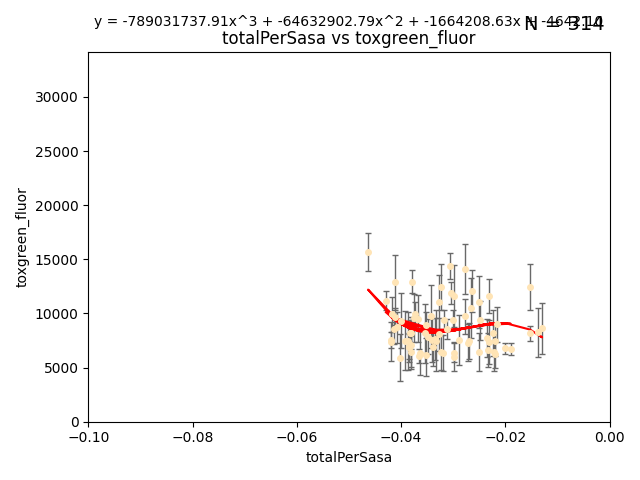 y = -789031737.91x^3 + -64632902.79x^2 + -1664208.63x +
N = 314
totalPerSasa vs toxgreen_fluor
30000
25000
20000
15000
10000
5000
0
toxgreen_fluor
−0.10 −0.08 −0.06 −0.04 −0.02 0.00
totalPerSasa